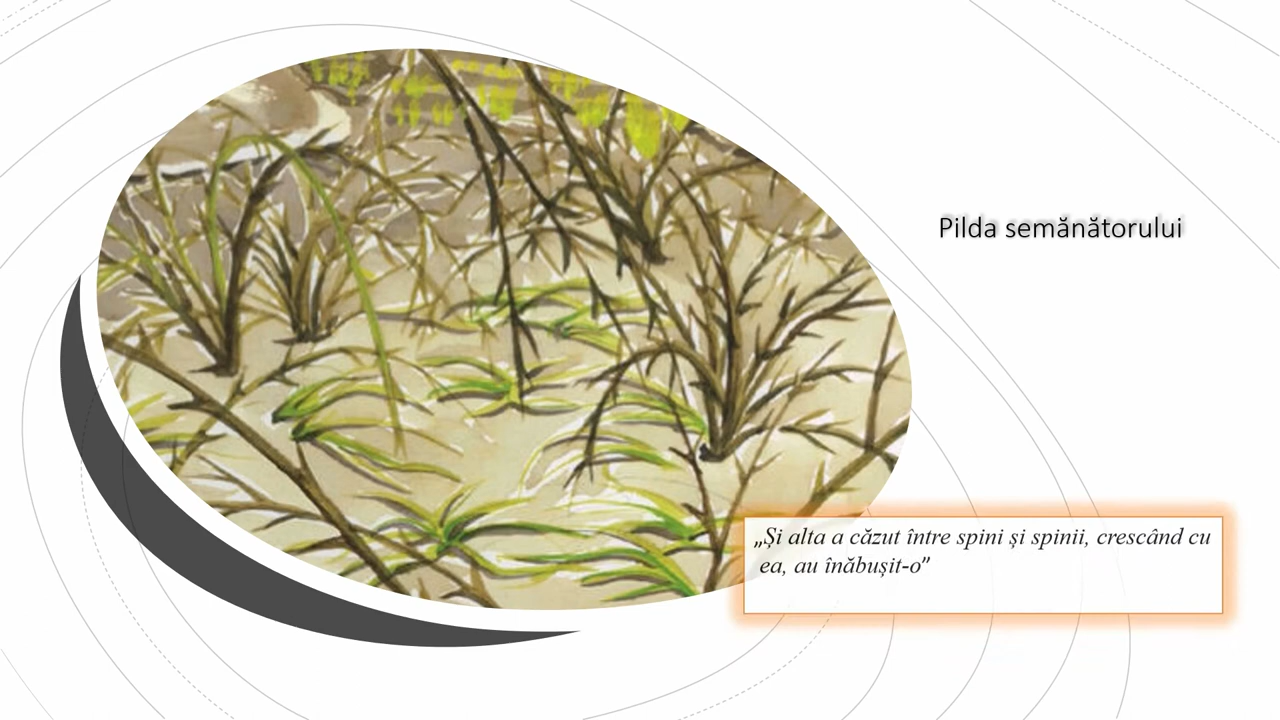 Pilda semănătorului
„Și alta a căzut între spini și spinii, crescând cu
ea, au înăbușit-o”